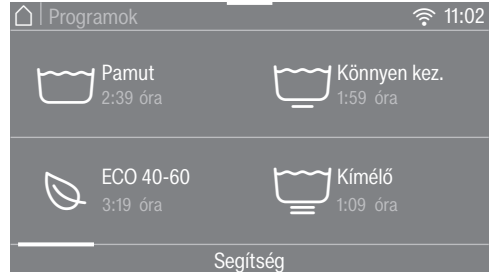 Programok 11:02
Pamut
2:39 óra
Könnyen kez.
1:59 óra
ECO 40-60
3:19 óra
Kímélő
1:09 óra
Segítség